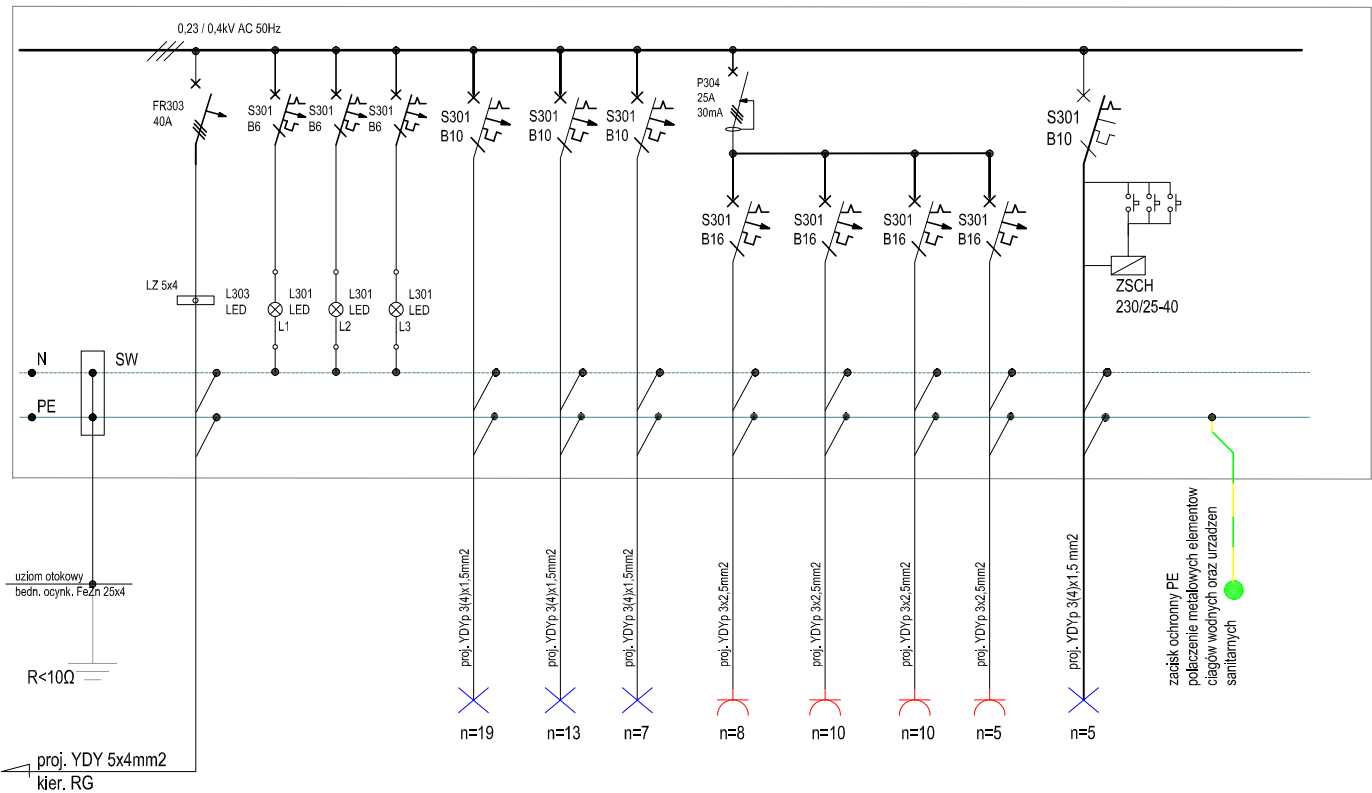 0,23 / 0,4kV AC 50Hz
FR303
40A
S301
B6
S301
B6
S301
B6
S301
B10
S301
B10
S301
B10
P304
25A
30mA
S301
B10
S301
B16
S301
B16
S301
B16
S301
B16
ZSCH
230/25-40
LZ 5x4
L303
LED
L301
LED
L1
L301
LED
L2
L301
LED
L3
N
SW
PE
uziom otokowy
bedn. ocynk. FeZn 25x4
R<10Ω
proj. YDYp 3(4)x1,5mm2
proj. YDYp 3(4)x1,5mm2
proj. YDYp 3(4)x1,5mm2
proj. YDYp 3x2,5mm2
proj. YDYp 3x2,5mm2
proj. YDYp 3x2,5mm2
proj. YDYp 3x2,5mm2
proj. YDYp 3(4)x1,5 mm2
zacisk ochronny PE
polaczenie metalowych elementow
ciagów wodnych oraz urzadzen
sanitarnych
n=19
n=13
n=7
n=8
n=10
n=10
n=5
n=5
proj. YDY 5x4mm2
kier. RG